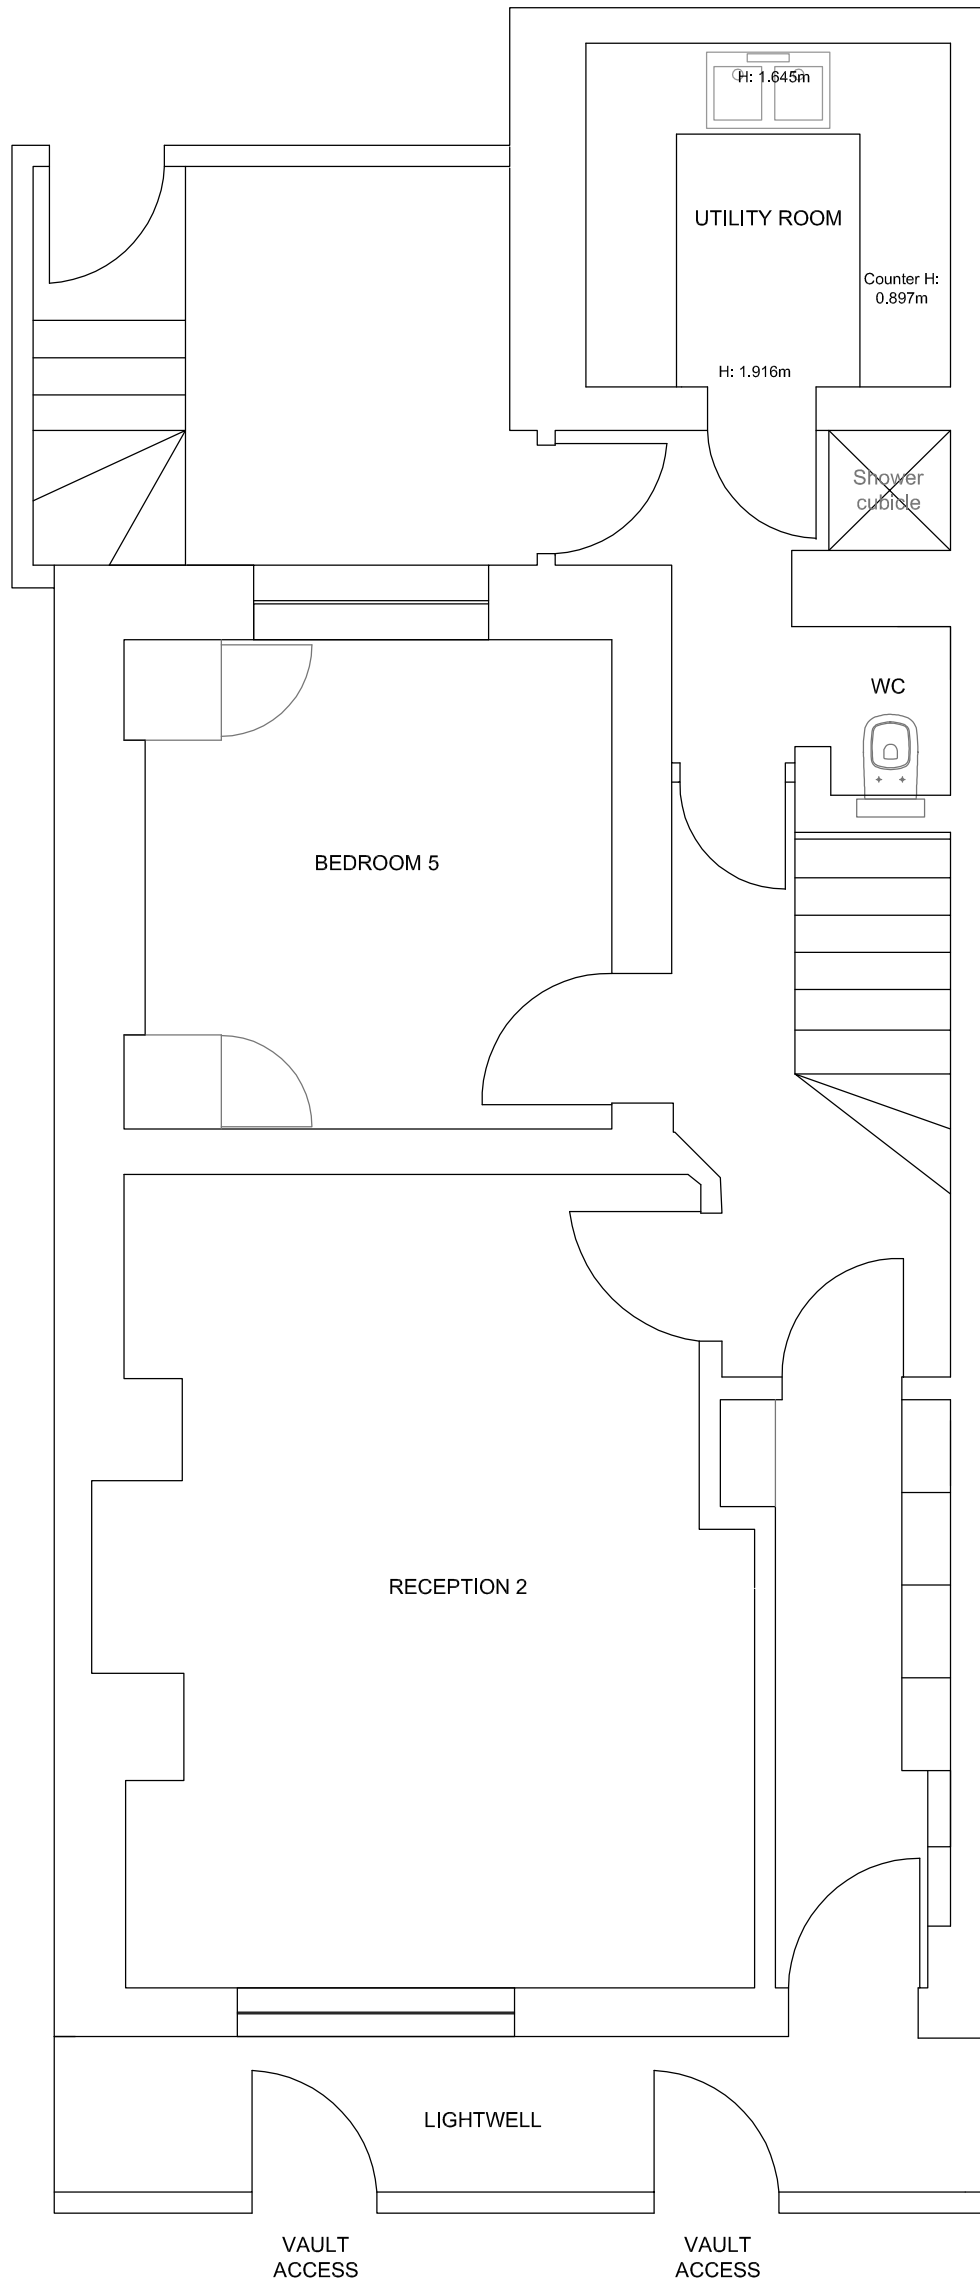 H: 1.645m
UTILITY ROOM
Counter H:
0.897m
H: 1.916m
Shower
cubicle
WC
BEDROOM 5
RECEPTION 2
LIGHTWELL
VAULT
ACCESS
VAULT
ACCESS